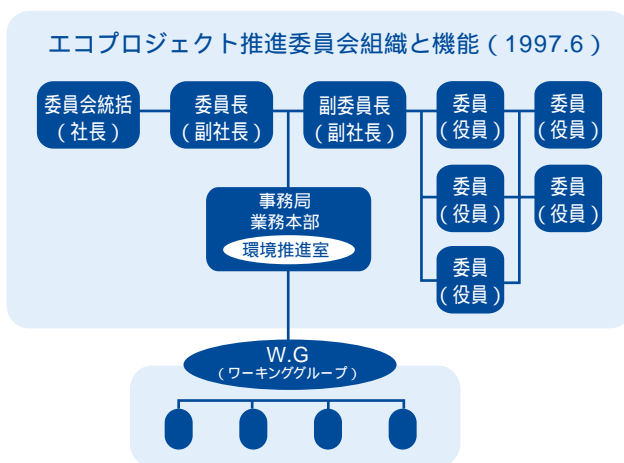 エコプロジェクト推進委員会組織と機能（1997.6）
委員会統括
（社長）
委員長
（副社長）
副委員長
（副社長）
委員
（役員）
委員
（役員）
委員
（役員）
委員
（役員）
委員
（役員）
事務局
業務本部
環境推進室
W.G
（ワーキンググループ）